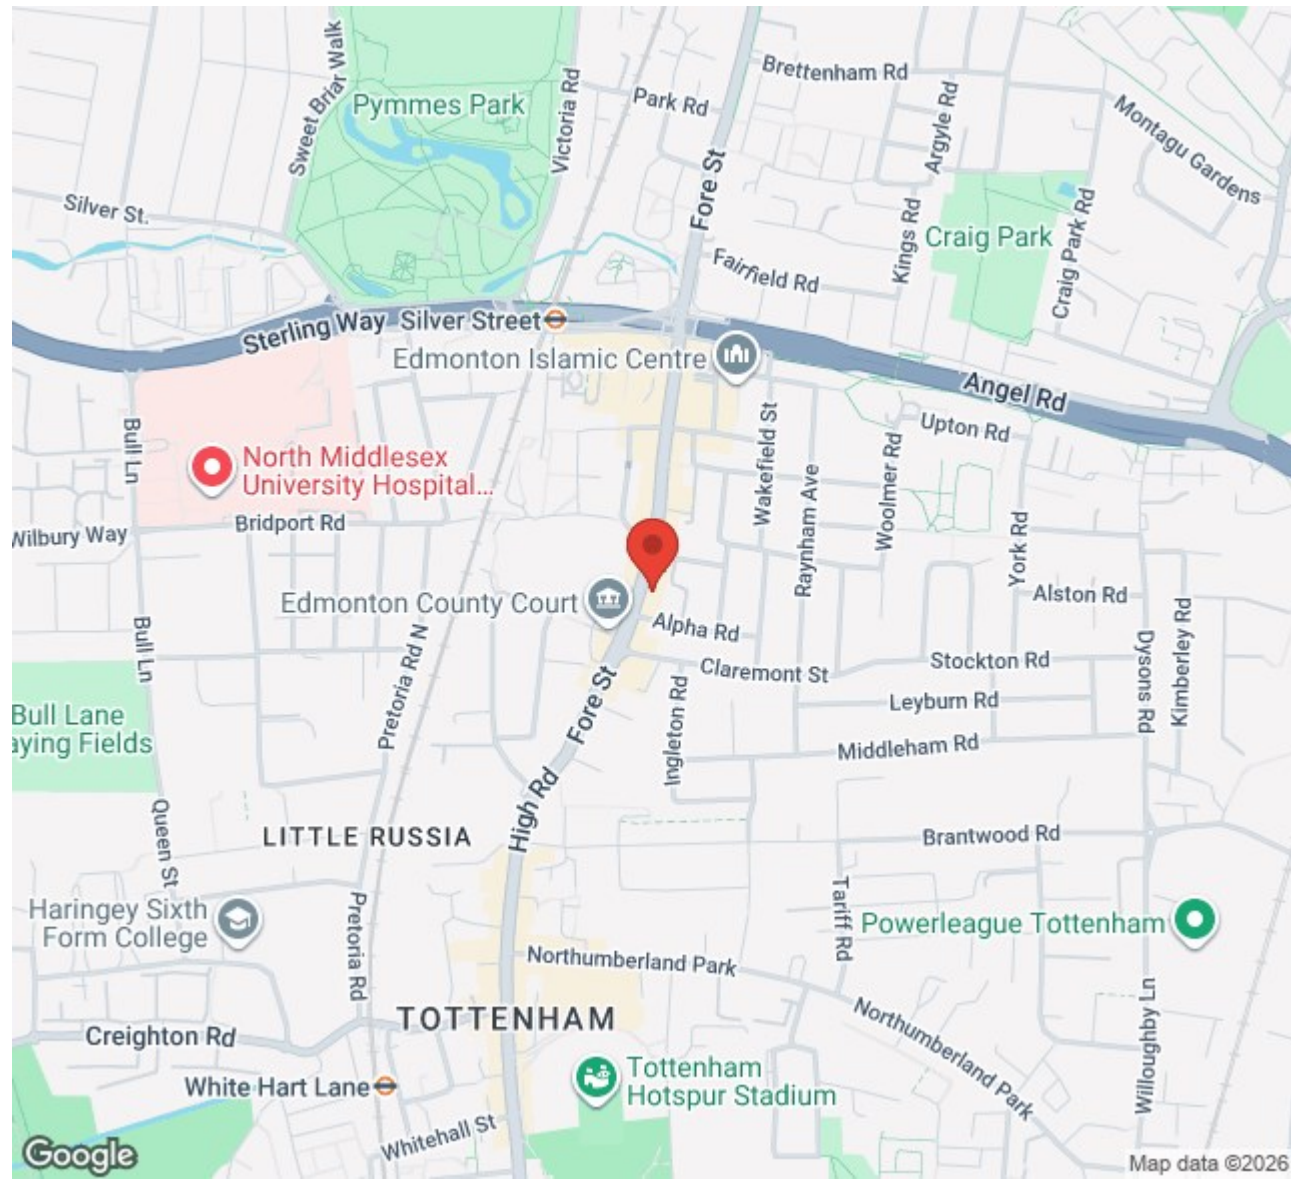 Brettenham Rd
Park Rd
Pymmes Park
Sweet Briar Walk
Victoria Rd
Argyle Rd
Montagu Gardens
Fore St
Silver St.
Kings Rd
Craig Park
Craig Park Rd
Fairfield Rd
Sterling Way
Silver Street
Edmonton Islamic Centre
Angel Rd
Upton Rd
Bull Ln
Wakefield St
Woolmer Rd
North Middlesex
University Hospital...
Raynham Ave
Bridport Rd
Wilbury Way
York Rd
Edmonton County Court
Alpha Rd
Alston Rd
Kimberley Rd
Bull Ln
Pretoria Rd N
Claremont St
Stockton Rd
Dysons Rd
Leyburn Rd
Bull Lane
aying Fields
Fore St
Ingleton Rd
Middleham Rd
High Rd
LITTLE RUSSIA
Queen St
Brantwood Rd
Haringey Sixth
Form College
Pretoria Rd
Tariff Rd
Powerleague Tottenham
Northumberland Park
TOTTENHAM
Creighton Rd
Northumberland Park
Willoughby Ln
White Hart Lane
Tottenham
Hotspur Stadium
Whitehall St
Google
Map data ©2026